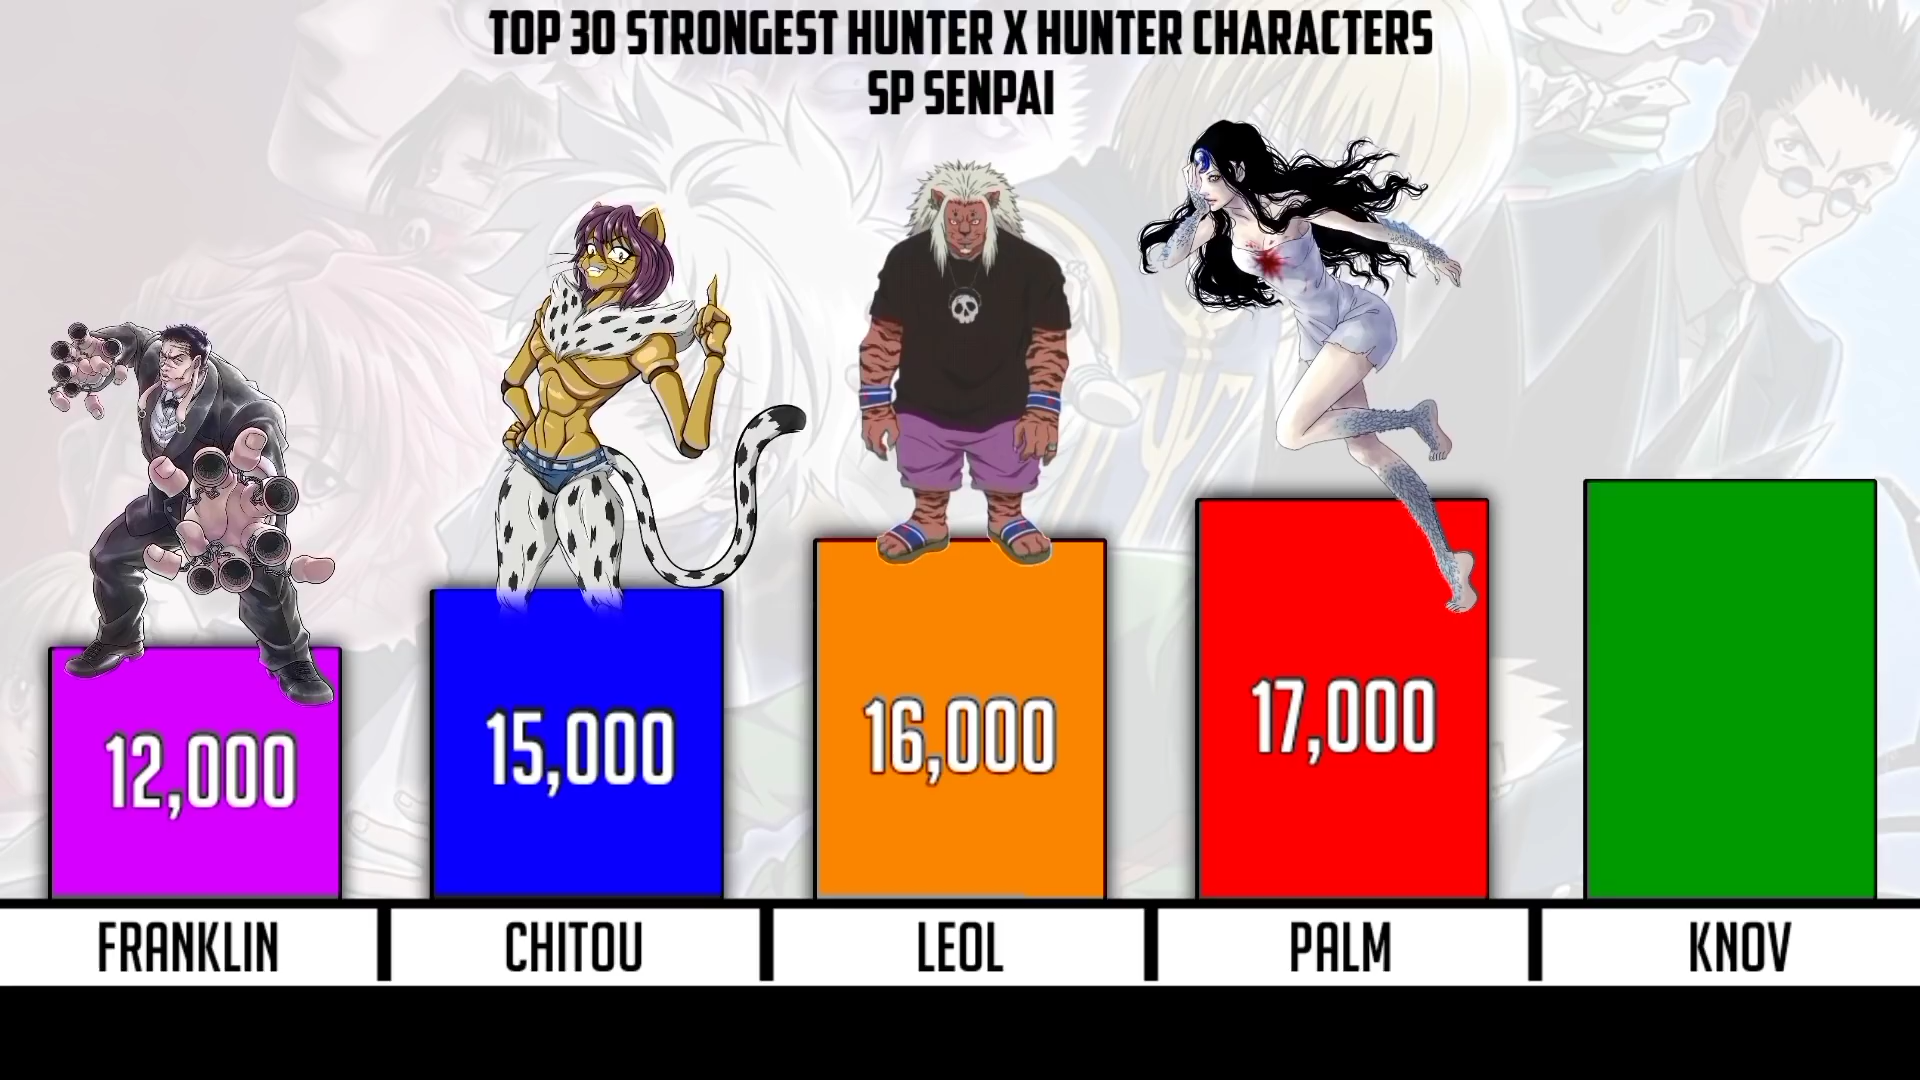 TOP 30 STRONGEST HUNTER X HUNTER CHARACTERS
SP SENPAI
12,000
15,000
16,000
17,000
FRANKLIN
CHITOU
LEOL
PALM
KNOV